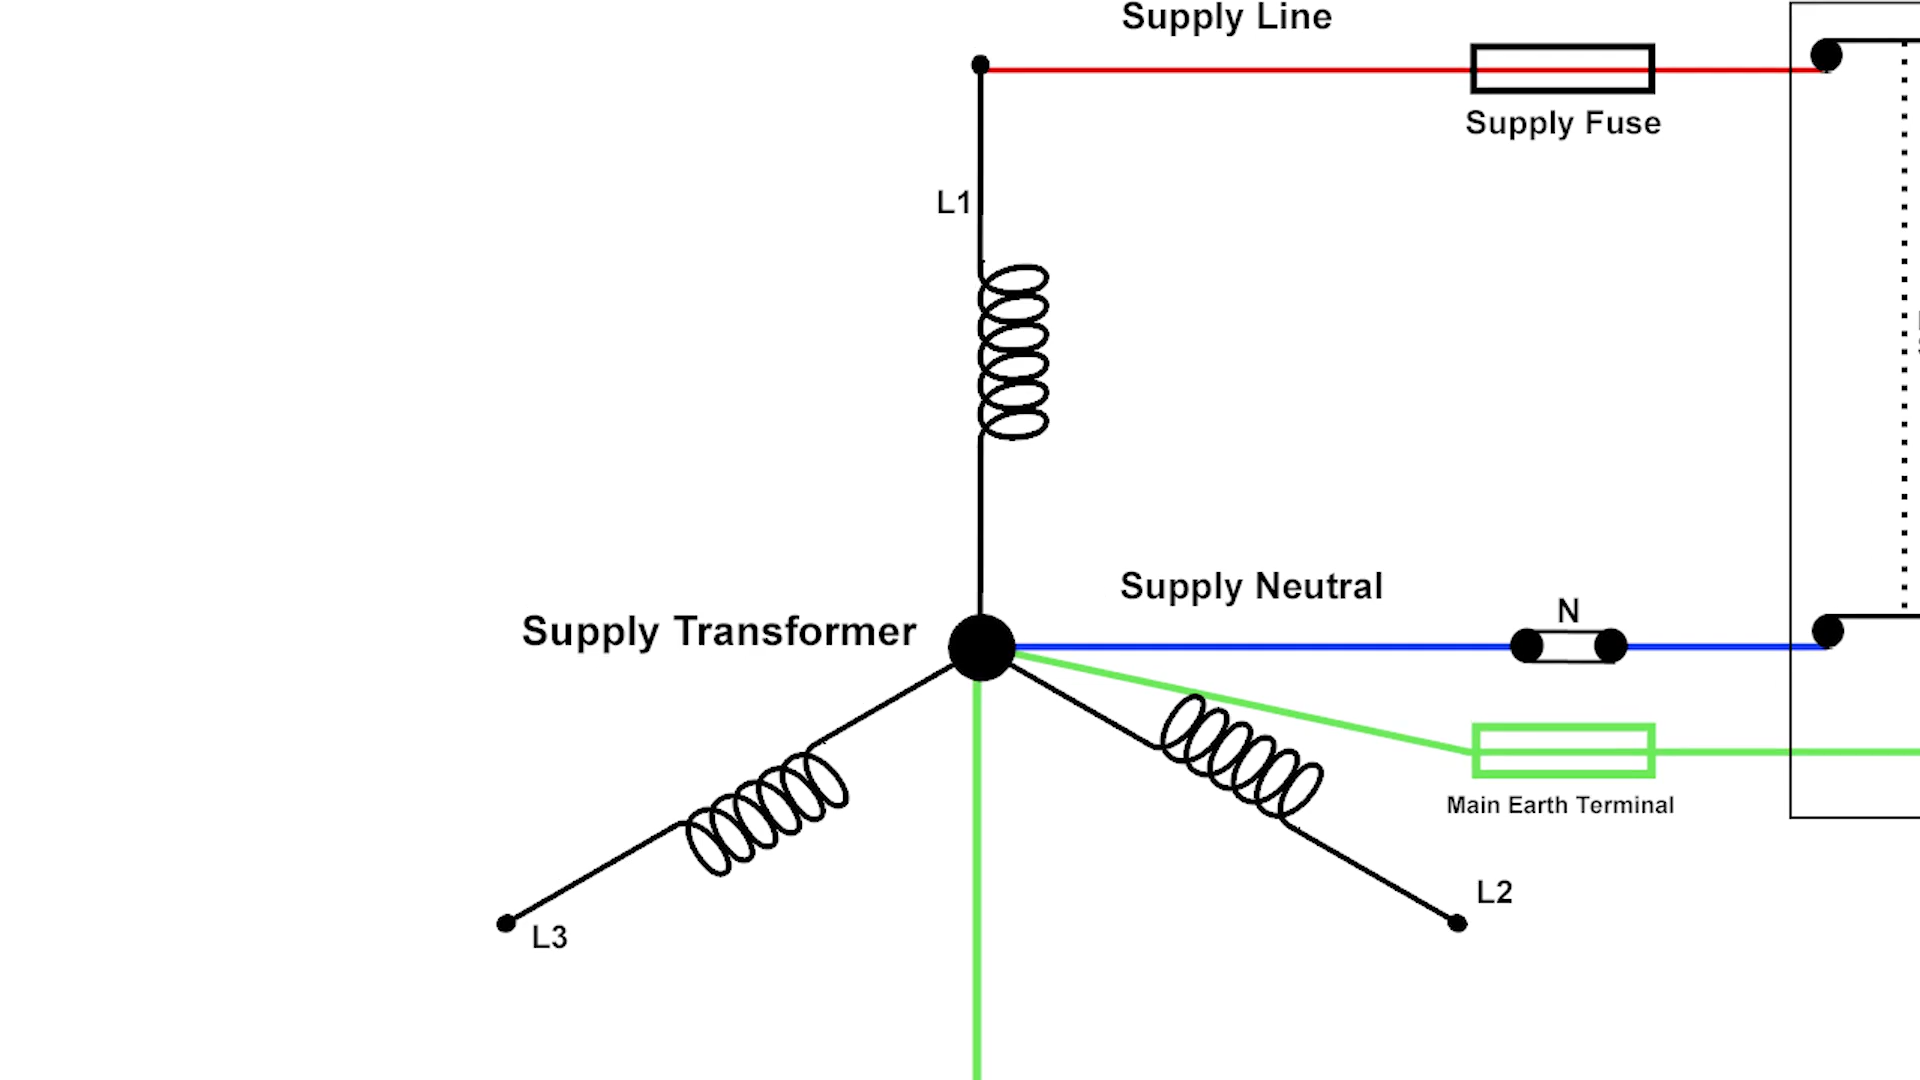 Supply Line
Supply Fuse
L1
Supply Neutral
N
Supply Transformer
Main Earth Terminal
L2
L3